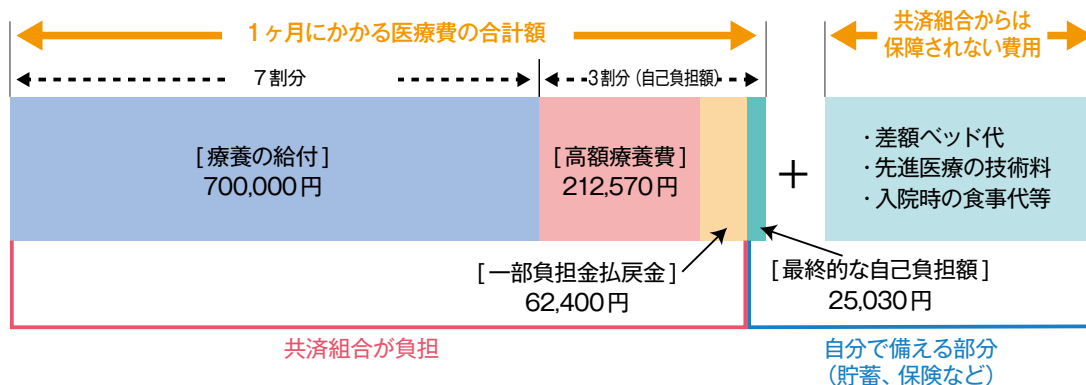 1ヶ月にかかる医療費の合計額
共済組合からは
保障されない費用
7割分
3割分（自己負担額）
［療養の給付］
700,000円
［高額療養費］
212,570円
＋
・差額ベッド代
・先進医療の技術料
・入院時の食事代等
［一部負担金払戻金］
62,400円
［最終的な自己負担額］
25,030円
共済組合が負担
自分で備える部分
（貯蓄、保険など）